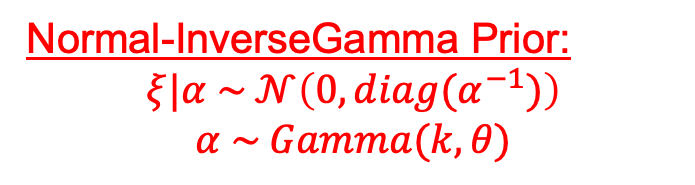 Normal-InverseGamma Prior:
ξ|α ~ 𝒩(0, diag(α⁻¹))
α ~ Gamma(k, θ)